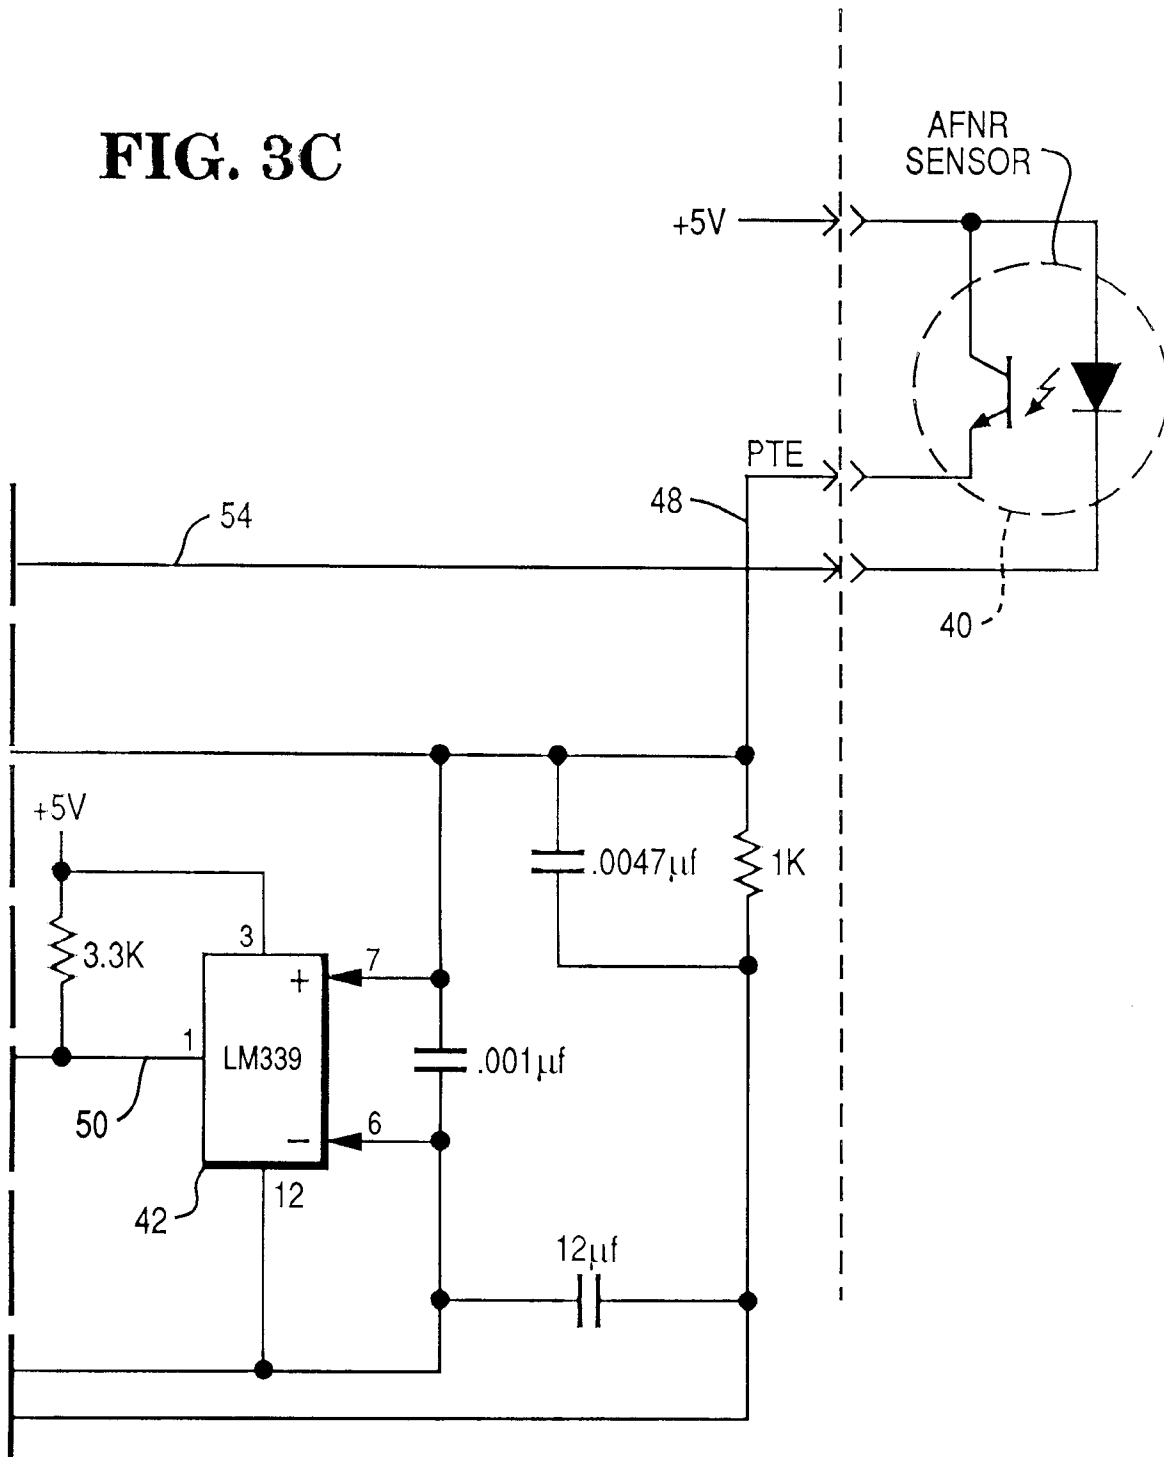 FIG. 3C
AFNR
SENSOR
+5V
PTE
48
54
40
+5V
.0047µf
1K
3
3.3K
+
7
1
LM339
.001µf
50
−
6
42
12
12µf